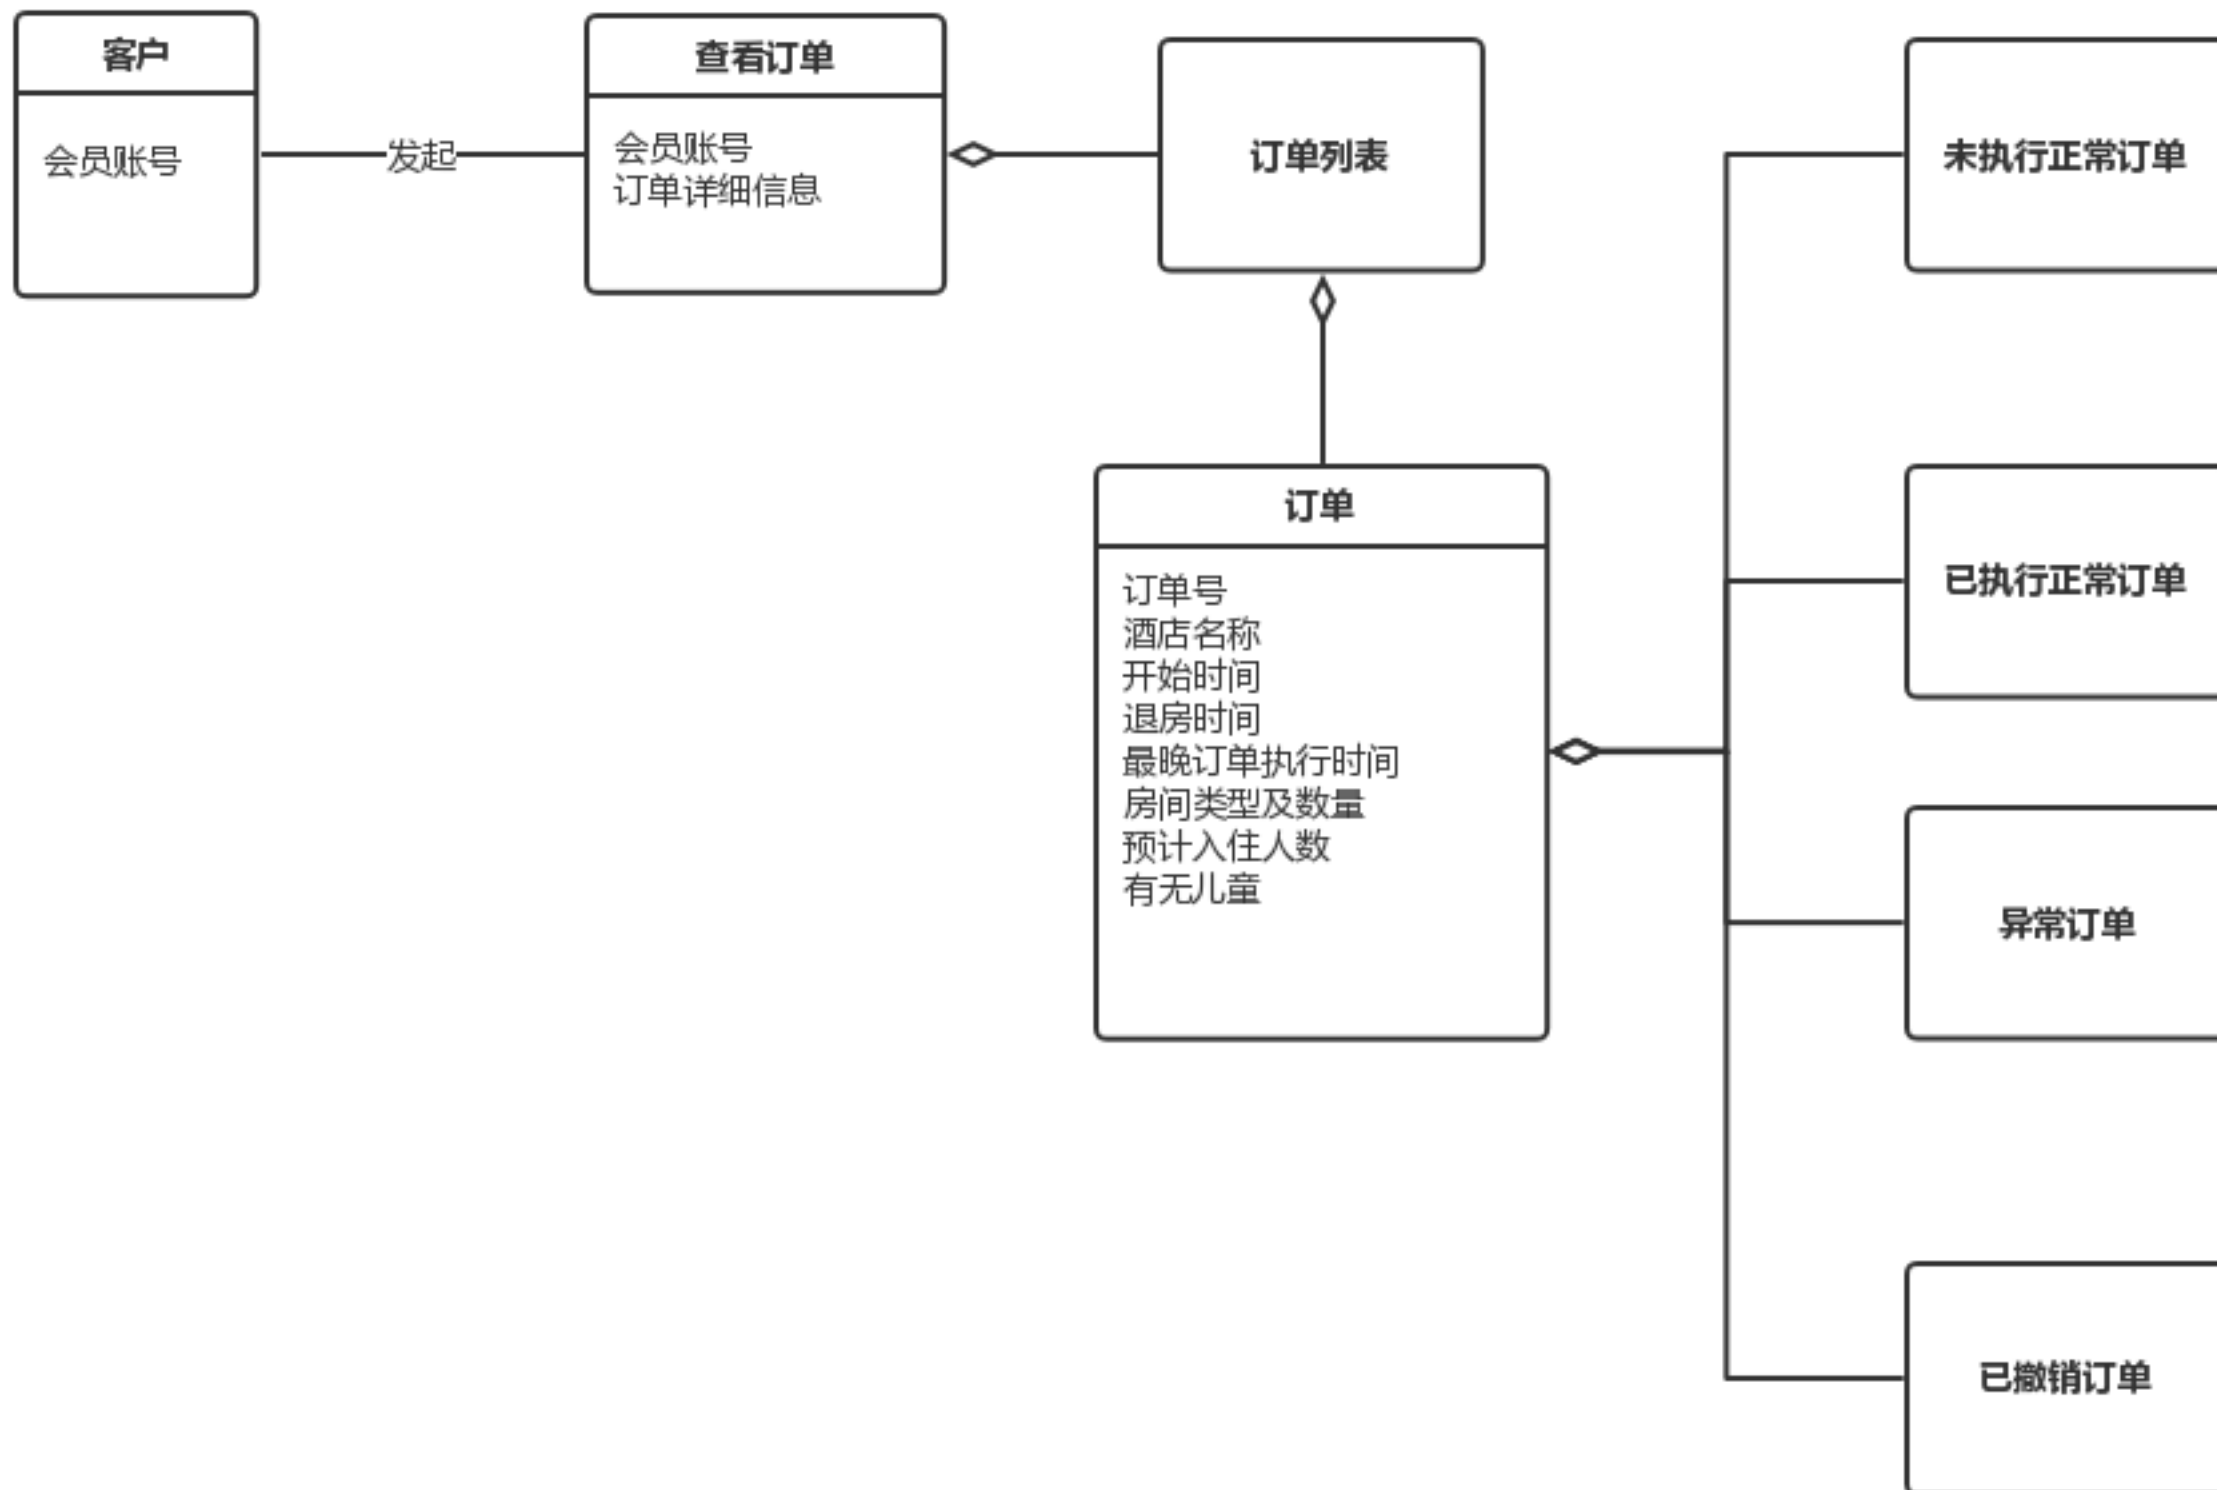 客户
会员账号
发起
查看订单
会员账号
订单详细信息
订单列表
订单
订单号
酒店名称
开始时间
退房时间
最晚订单执行时间
房间类型及数量
预计入住人数
有无儿童
未执行正常订单
已执行正常订单
异常订单
已撤销订单